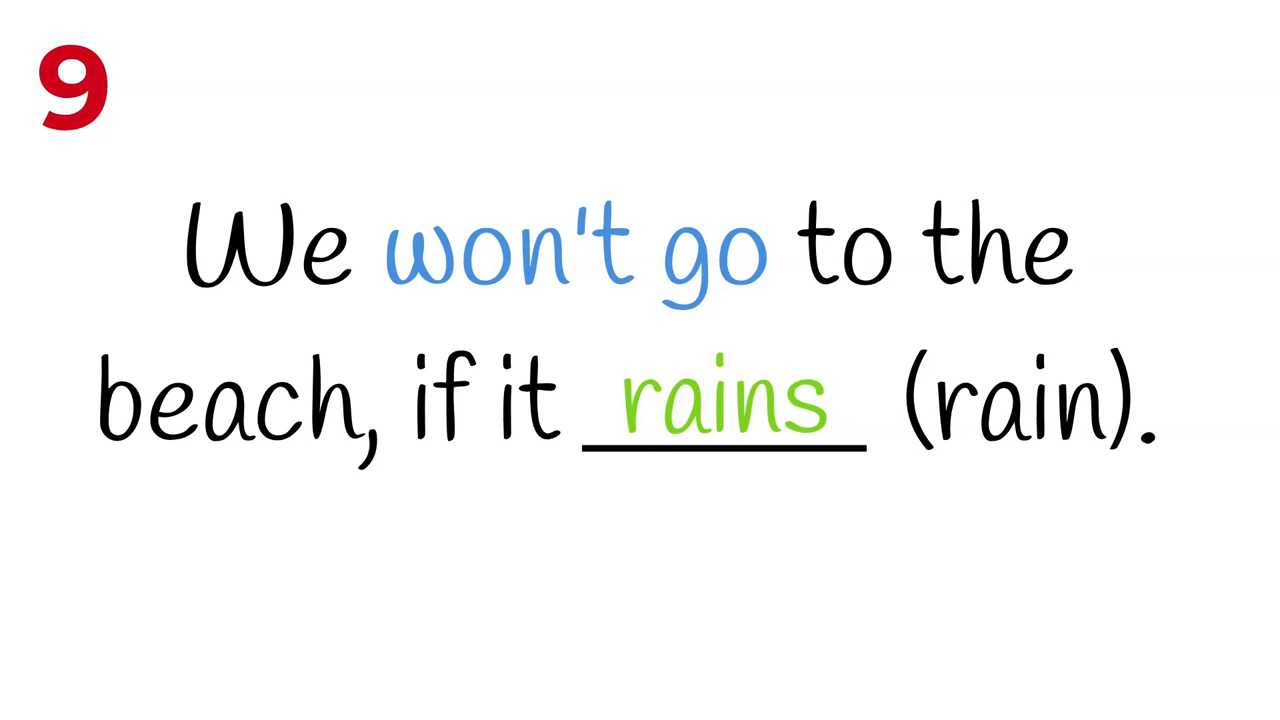 9
We won't go to the
beach, if it rains (rain).